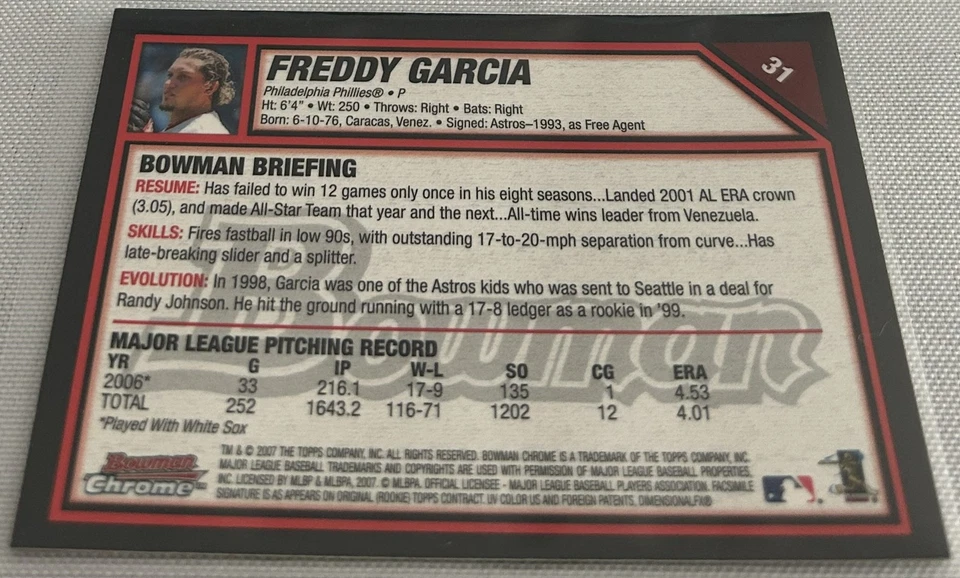 31
FREDDY GARCIA
Philadelphia Phillies® • P
Ht: 6'4" • Wt: 250 • Throws: Right • Bats: Right
Born: 6-10-76, Caracas, Venez. • Signed: Astros–1993, as Free Agent
BOWMAN BRIEFING
RESUME: Has failed to win 12 games only once in his eight seasons...Landed 2001 AL ERA crown
(3.05), and made All-Star Team that year and the next...All-time wins leader from Venezuela.
SKILLS: Fires fastball in low 90s, with outstanding 17-to-20-mph separation from curve...Has
late-breaking slider and a splitter.
EVOLUTION: In 1998, Garcia was one of the Astros kids who was sent to Seattle in a deal for
Randy Johnson. He hit the ground running with a 17-8 ledger as a rookie in '99.
Bowman
MAJOR LEAGUE PITCHING RECORD
YR G IP W-L SO CG ERA
2006* 33 216.1 17-9 135 1 4.53
TOTAL 252 1643.2 116-71 1202 12 4.01
*Played With White Sox
Bowman
Chrome™
TM & © 2007 THE TOPPS COMPANY, INC. ALL RIGHTS RESERVED. BOWMAN CHROME IS A TRADEMARK OF THE TOPPS COMPANY, INC.
MAJOR LEAGUE BASEBALL TRADEMARKS AND COPYRIGHTS ARE USED WITH PERMISSION OF MAJOR LEAGUE BASEBALL PROPERTIES,
INC. LICENSED BY MLBP & MLBPA, 2007. © MLBPA. OFFICIAL LICENSEE - MAJOR LEAGUE BASEBALL PLAYERS ASSOCIATION. FACSIMILE
SIGNATURE IS AS APPEARS ON ORIGINAL (ROOKIE) TOPPS CONTRACT. UV COLOR US AND FOREIGN PATENTS. DIMENSIONALFX®